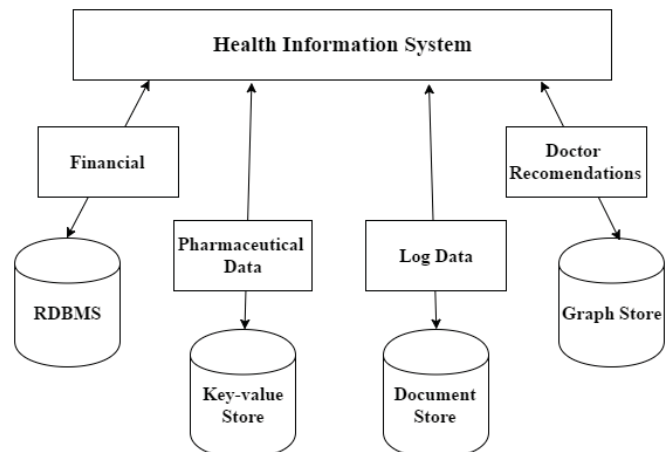 Health Information System
Financial
Doctor
Recomendations
Pharmaceutical
Data
Log Data
RDBMS
Graph Store
Key-value
Store
Document
Store